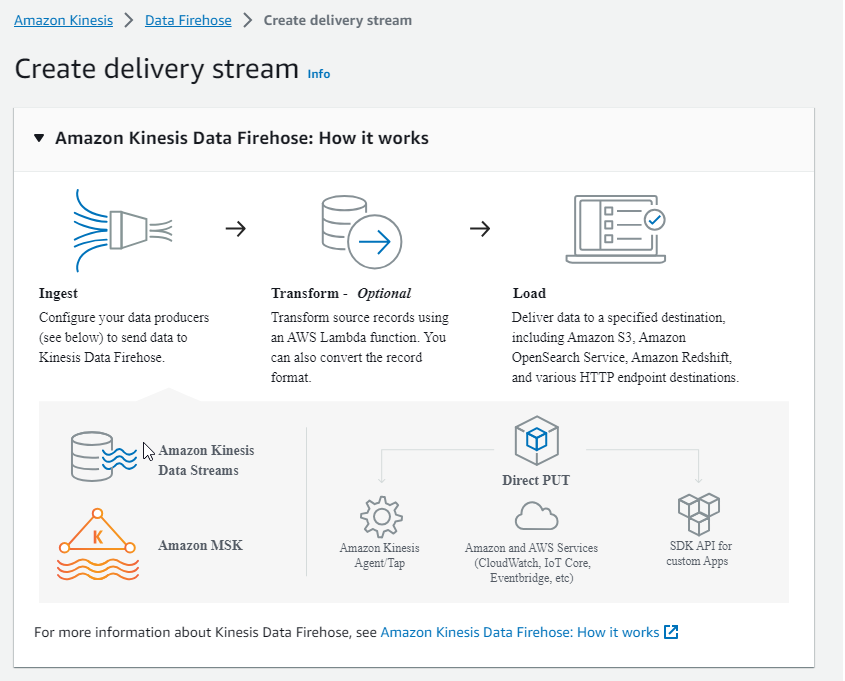 Amazon Kinesis > Data Firehose > Create delivery stream
Create delivery stream Info
Amazon Kinesis Data Firehose: How it works
Ingest
Configure your data producers
(see below) to send data to
Kinesis Data Firehose.
Transform - Optional
Transform source records using
an AWS Lambda function. You
can also convert the record
format.
Load
Deliver data to a specified destination,
including Amazon S3, Amazon
OpenSearch Service, Amazon Redshift,
and various HTTP endpoint destinations.
Amazon Kinesis
Data Streams
K
Amazon MSK
Direct PUT
Amazon Kinesis
Agent/Tap
Amazon and AWS Services
(CloudWatch, IoT Core,
Eventbridge, etc)
SDK API for
custom Apps
For more information about Kinesis Data Firehose, see Amazon Kinesis Data Firehose: How it works